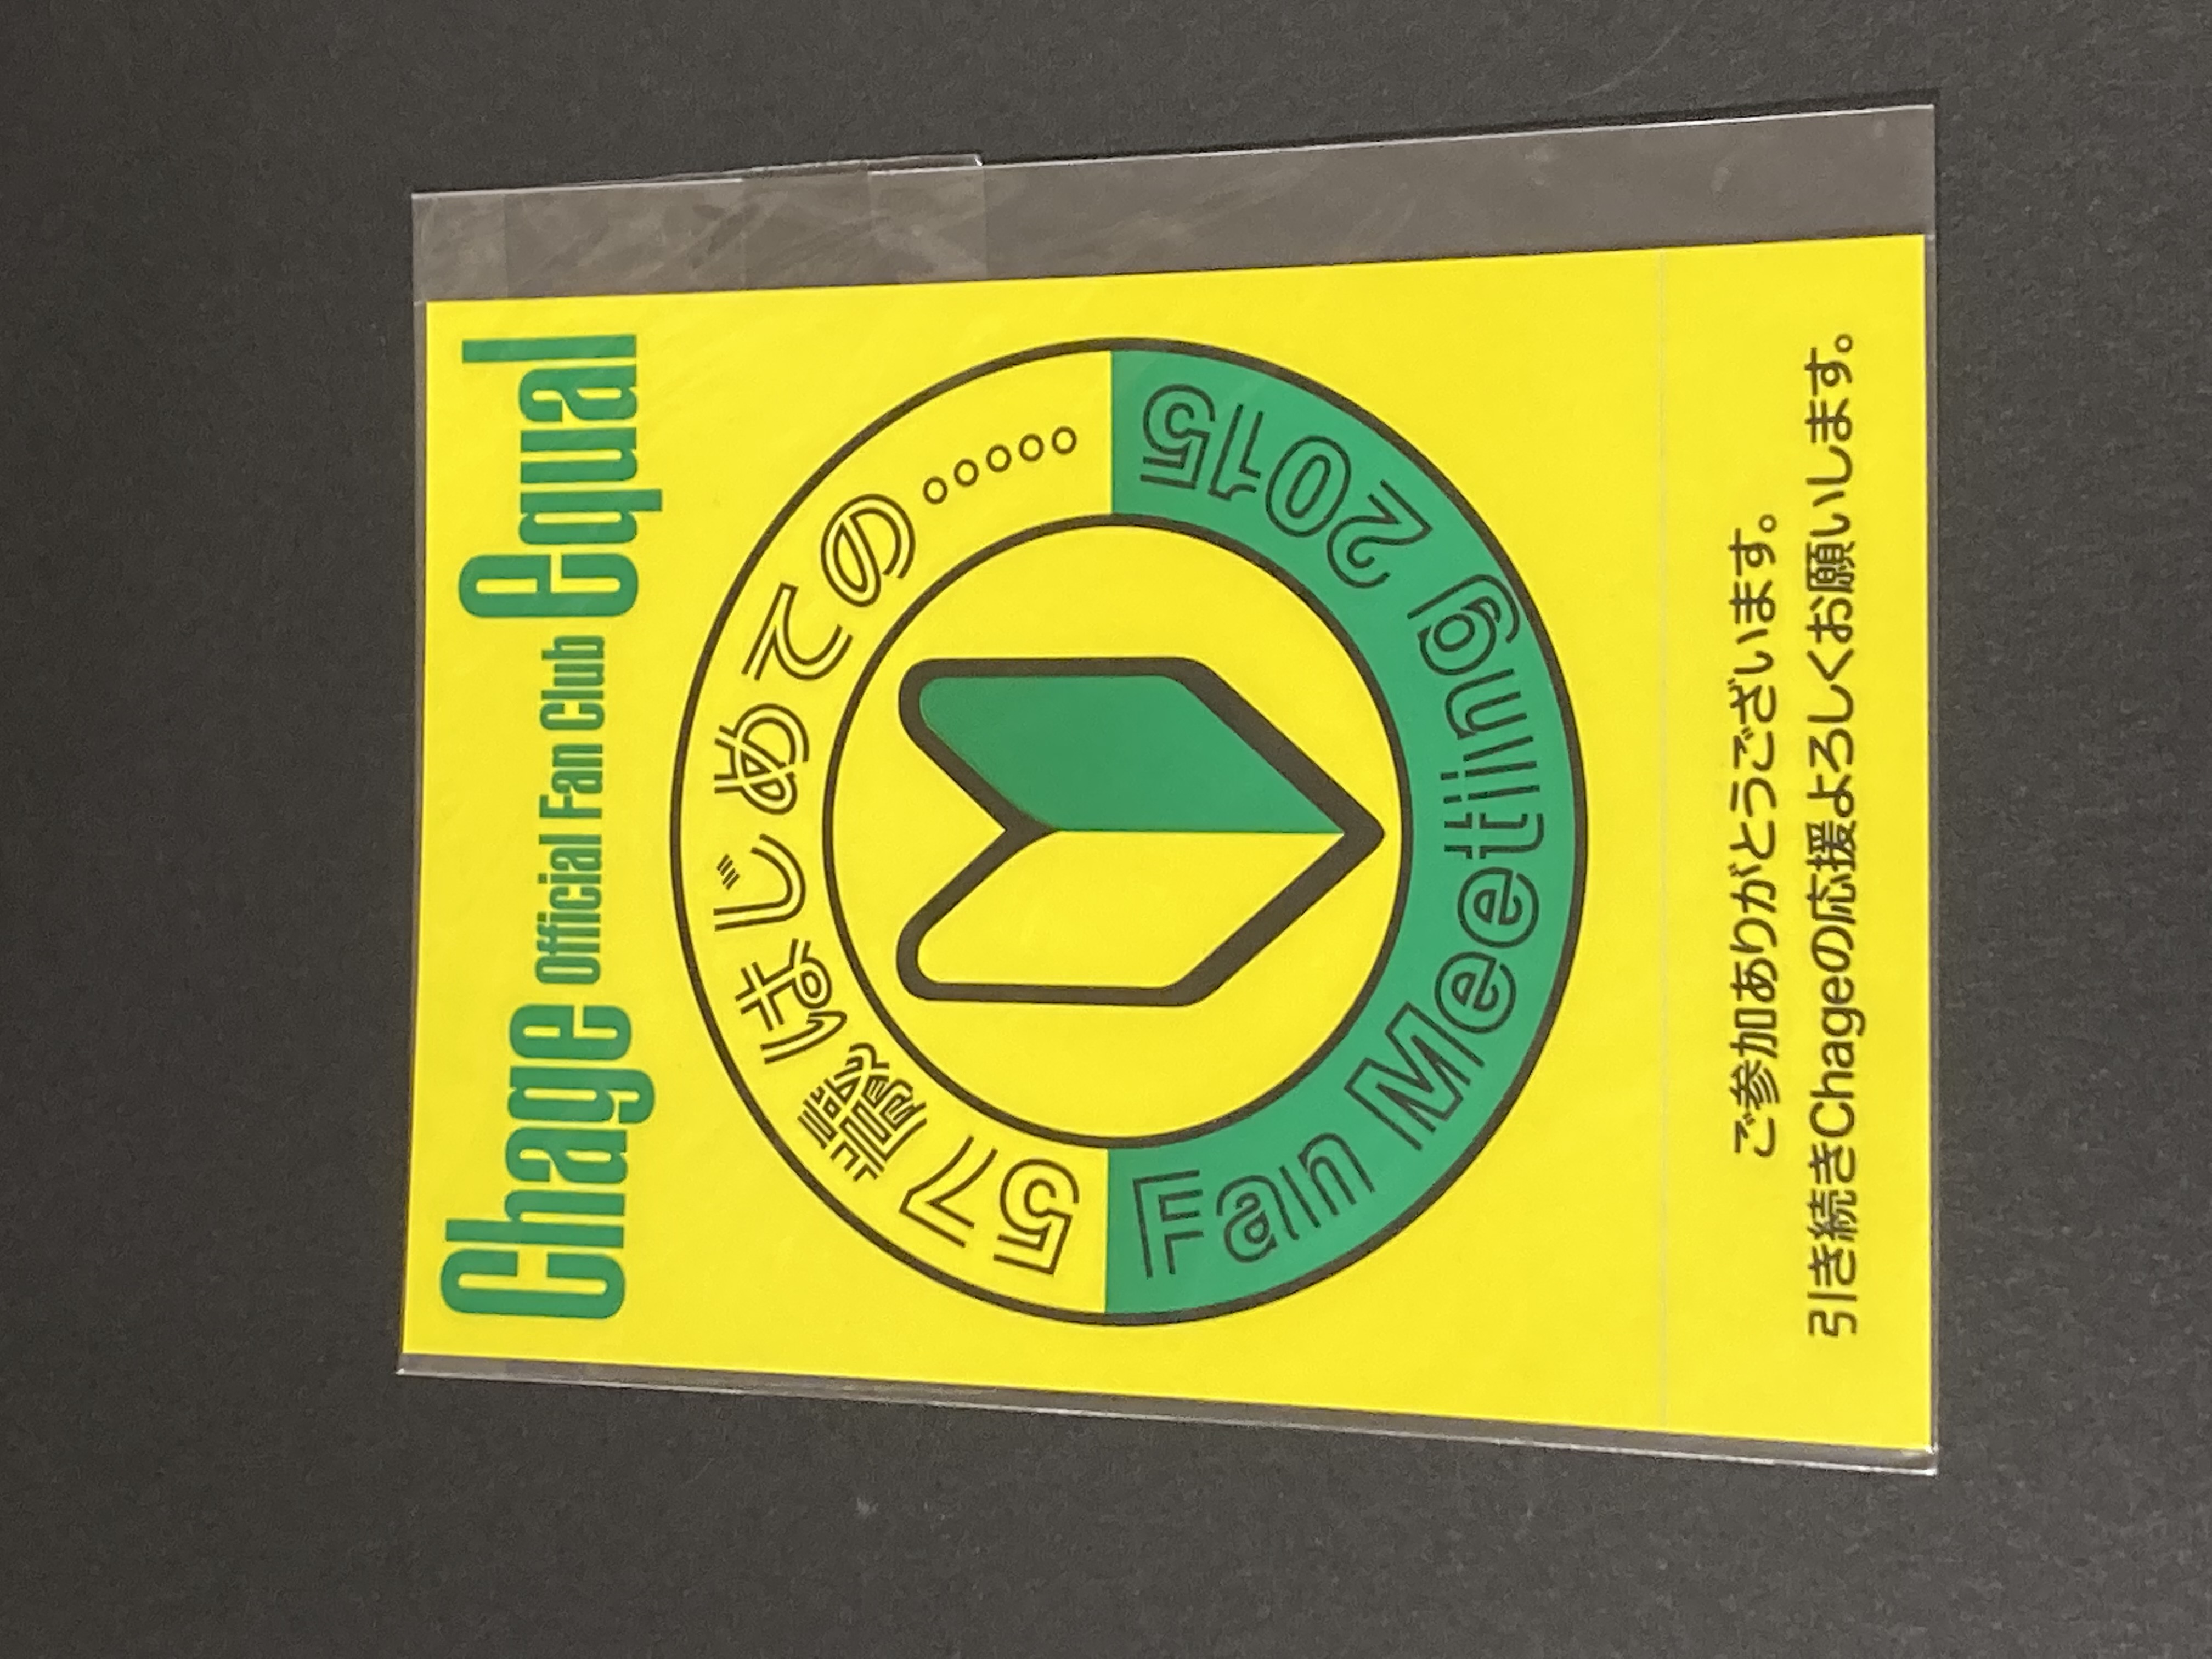 Chage Official Fan Club equal
57歳はじめての……
Fan Meeting 2015
ご参加ありがとうございます。
引き続きChageの応援よろしくお願いします。